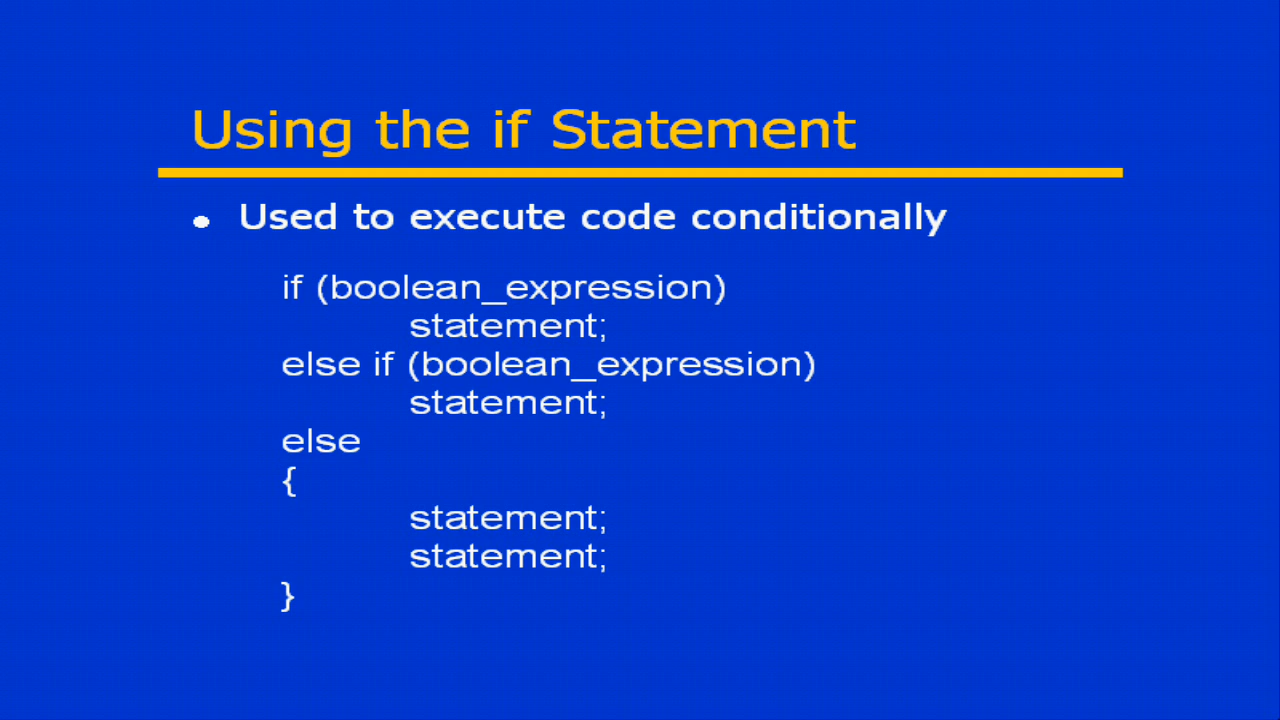 Using the if Statement
• Used to execute code conditionally
if (boolean_expression)
statement;
else if (boolean_expression)
statement;
else
{
statement;
statement;
}